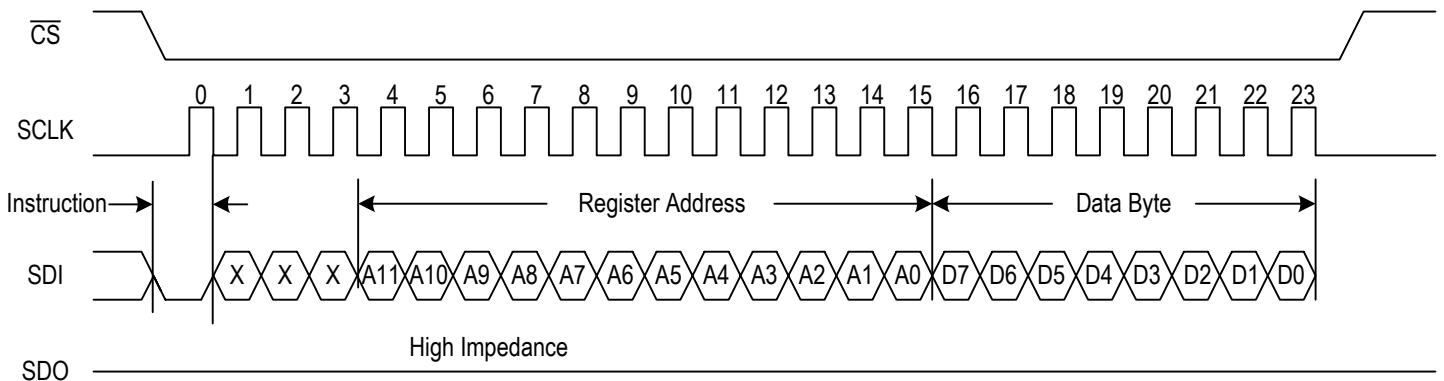 CS
0 1 2 3 4 5 6 7 8 9 10 11 12 13 14 15 16 17 18 19 20 21 22 23
SCLK
Instruction Register Address Data Byte
SDI X X X A11 A10 A9 A8 A7 A6 A5 A4 A3 A2 A1 A0 D7 D6 D5 D4 D3 D2 D1 D0
High Impedance
SDO